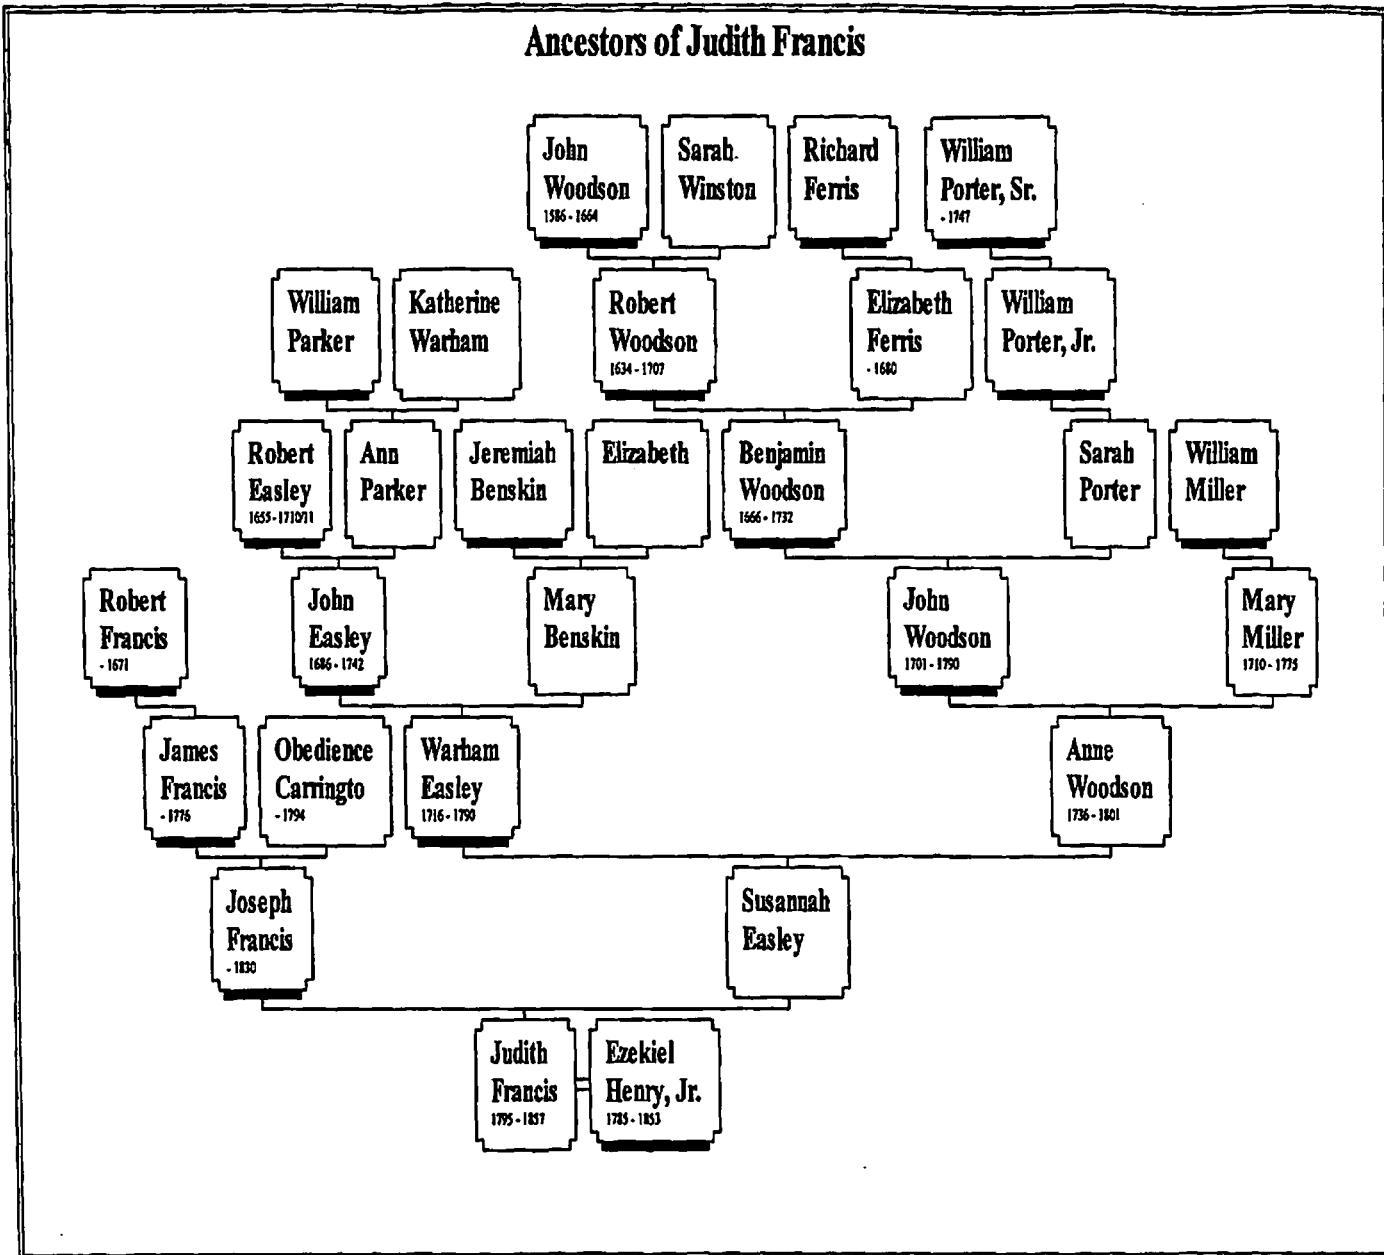 Ancestors of Judith Francis
John
Woodson
1586 - 1664
Sarah
Winston
Richard
Ferris
William
Porter, Sr.
- 1747
William
Parker
Katherine
Warham
Robert
Woodson
1634 - 1707
Elizabeth
Ferris
- 1680
William
Porter, Jr.
Robert
Easley
1655 - 1710/11
Ann
Parker
Jeremiah
Benskin
Elizabeth
Benjamin
Woodson
1666 - 1732
Sarah
Porter
William
Miller
Robert
Francis
- 1671
John
Easley
1686 - 1742
Mary
Benskin
John
Woodson
1701 - 1790
Mary
Miller
1710 - 1775
James
Francis
- 1776
Obedience
Carringto
- 1794
Warham
Easley
1716 - 1790
Anne
Woodson
1736 - 1801
Joseph
Francis
- 1830
Susannah
Easley
Judith
Francis
1795 - 1857
Ezekiel
Henry, Jr.
1785 - 1853